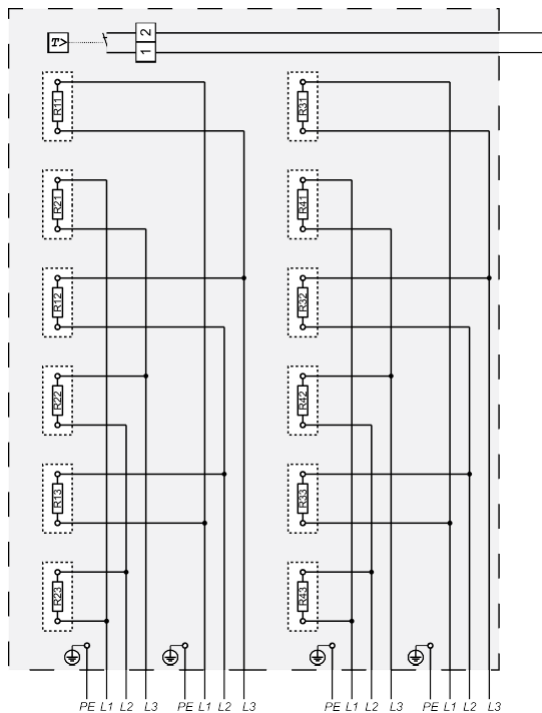 T>
2
1
R11
R31
R21
R41
R12
R32
R22
R42
R13
R33
R23
R43
PE L1 L2 L3 PE L1 L2 L3 PE L1 L2 L3 PE L1 L2 L3